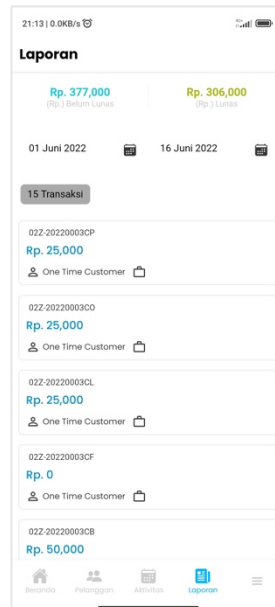 21:13 | 0.0KB/s
Laporan
Rp. 377,000
(Rp.) Belum Lunas
Rp. 306,000
(Rp.) Lunas
01 Juni 2022
16 Juni 2022
15 Transaksi
02Z-20220003CP
Rp. 25,000
One Time Customer
02Z-20220003CO
Rp. 25,000
One Time Customer
02Z-20220003CL
Rp. 25,000
One Time Customer
02Z-20220003CF
Rp. 0
One Time Customer
02Z-20220003CB
Rp. 50,000
Beranda
Pelanggan
Aktivitas
Laporan